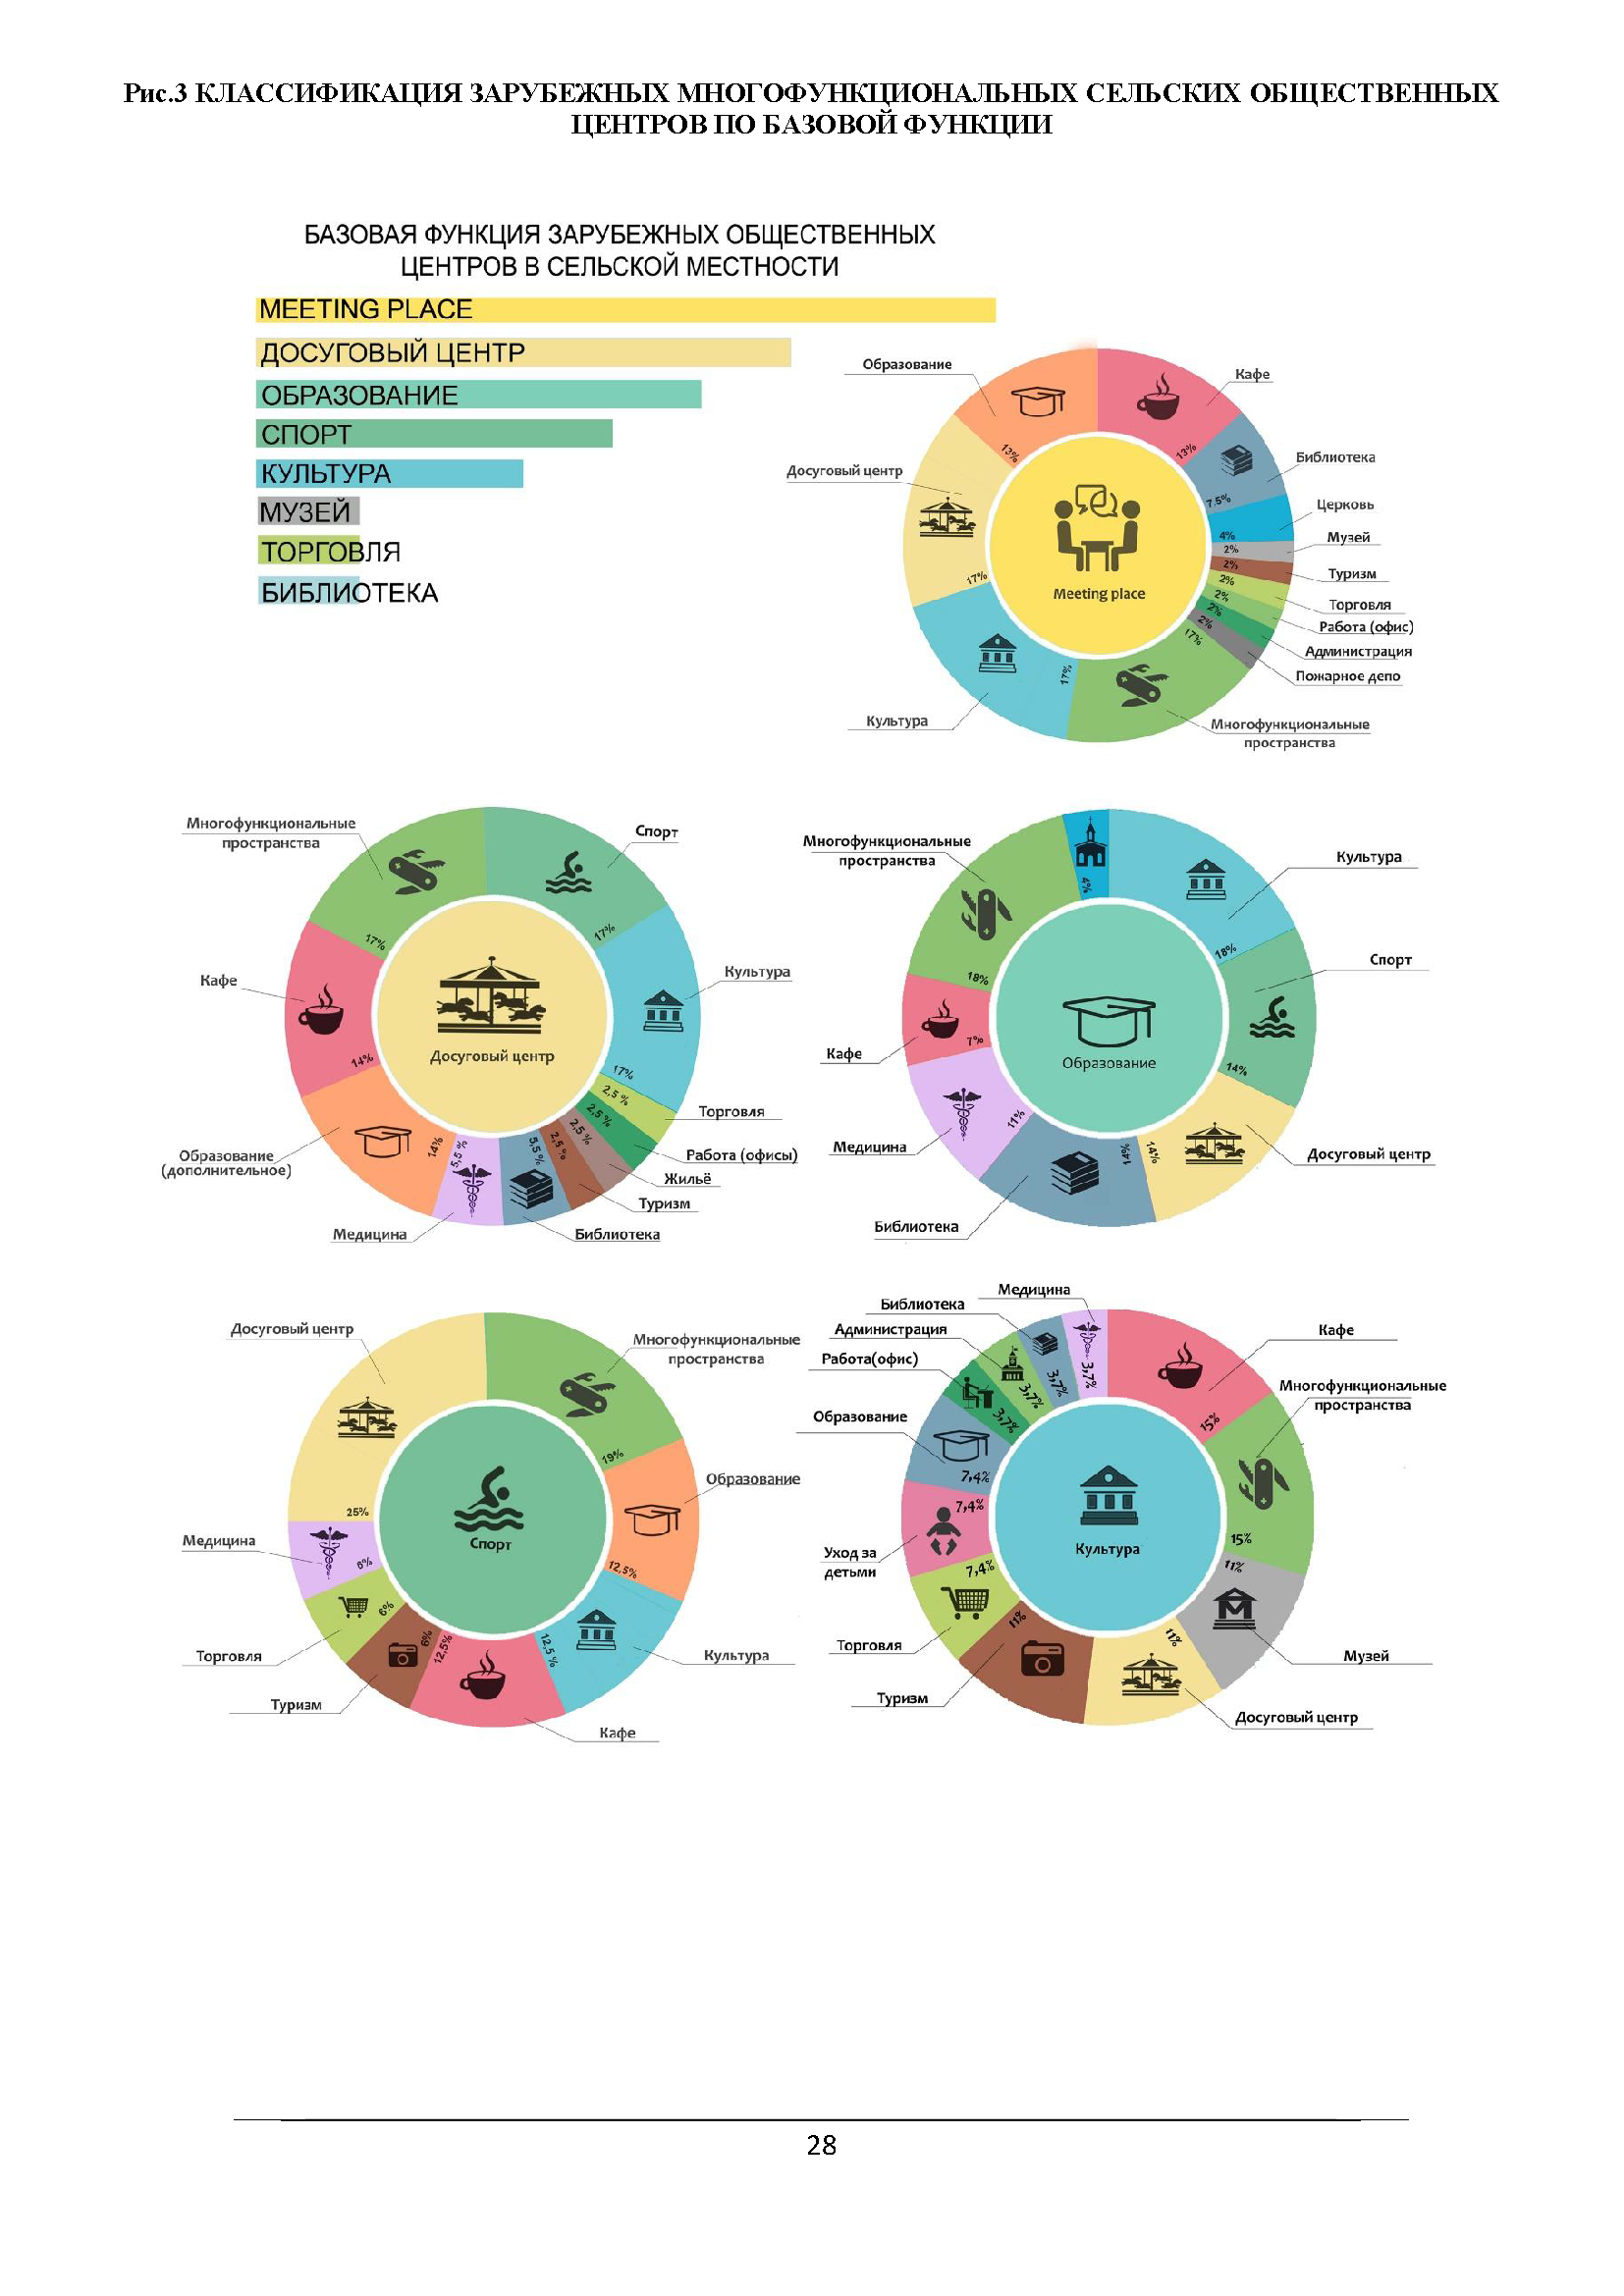 Рис.3 КЛАССИФИКАЦИЯ ЗАРУБЕЖНЫХ МНОГОФУНКЦИОНАЛЬНЫХ СЕЛЬСКИХ ОБЩЕСТВЕННЫХ
ЦЕНТРОВ ПО БАЗОВОЙ ФУНКЦИИ
БАЗОВАЯ ФУНКЦИЯ ЗАРУБЕЖНЫХ ОБЩЕСТВЕННЫХ
ЦЕНТРОВ В СЕЛЬСКОЙ МЕСТНОСТИ
MEETING PLACE
ДОСУГОВЫЙ ЦЕНТР
ОБРАЗОВАНИЕ
СПОРТ
КУЛЬТУРА
МУЗЕЙ
ТОРГОВЛЯ
БИБЛИОТЕКА
Meeting place
Кафе
13%
Библиотека
7.5%
Церковь
4%
Музей
2%
Туризм
2%
Торговля
2%
Работа (офис)
2%
Администрация
2%
Пожарное депо
2%
Многофункциональные
пространства
17%
Культура
17%
Досуговый центр
17%
Образование
13%
Досуговый центр
Спорт
17%
Культура
17%
Торговля
2,5 %
Работа (офисы)
2,5 %
Жильё
2,5 %
Туризм
2,5 %
Библиотека
5,5 %
Медицина
5,5 %
Образование
(дополнительное)
14%
Кафе
14%
Многофункциональные
пространства
17%
Образование
4%
Культура
18%
Спорт
14%
Досуговый центр
14%
Библиотека
14%
Медицина
11%
Кафе
7%
Многофункциональные
пространства
18%
Спорт
Многофункциональные
пространства
19%
Образование
12,5%
Культура
12,5 %
Кафе
12,5%
Туризм
6%
Торговля
6%
Медицина
6%
Досуговый центр
25%
Культура
Кафе
15%
Многофункциональные
пространства
15%
Музей
11%
Досуговый центр
11%
Туризм
11%
Торговля
7,4%
Уход за
детьми
7,4%
Образование
7,4%
Работа(офис)
3,7%
Администрация
3,7%
Библиотека
3,7%
Медицина
3,7%
28